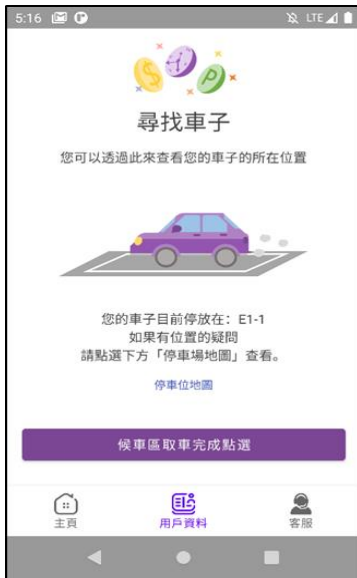 5:16
LTE
$
P
尋找車子
您可以透過此來查看您的車子的所在位置
您的車子目前停放在: E1-1
如果有位置的疑問
請點選下方「停車場地圖」查看。
停車位地圖
候車區取車完成點選
主頁
用戶資料
客服